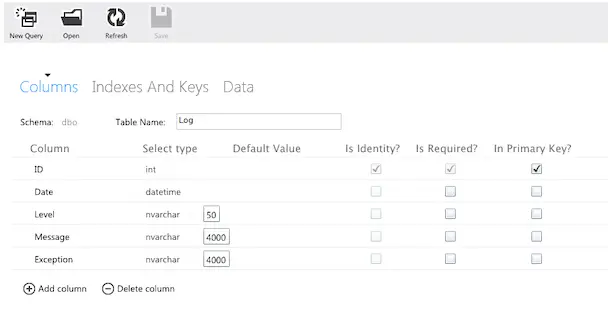 New Query Open Refresh Save
Columns Indexes And Keys Data
Schema: dbo Table Name: Log
Column Select type Default Value Is Identity? Is Required? In Primary Key?
ID int
Date datetime
Level nvarchar 50
Message nvarchar 4000
Exception nvarchar 4000
Add column Delete column